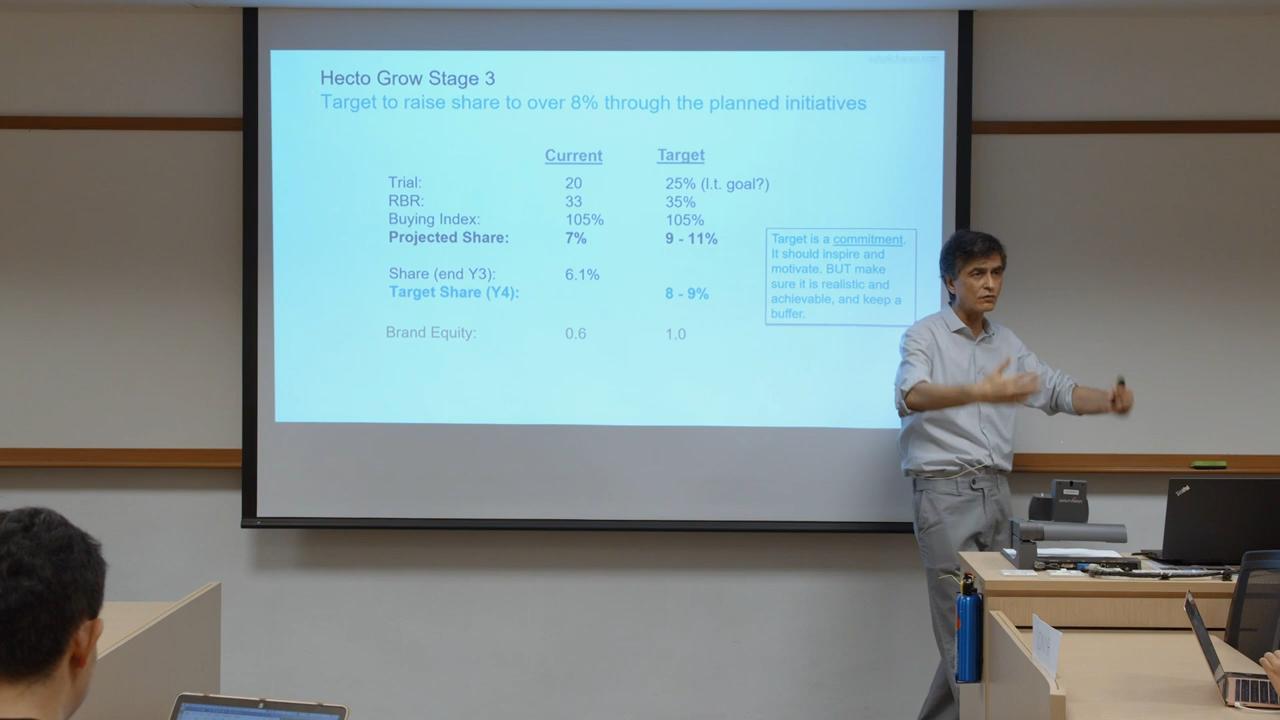 Hecto Grow Stage 3
Target to raise share to over 8% through the planned initiatives
Current Target
Trial: 20 25% (l.t. goal?)
RBR: 33 35%
Buying Index: 105% 105%
Projected Share: 7% 9 - 11%
Share (end Y3): 6.1%
Target Share (Y4): 8 - 9%
Brand Equity: 0.6 1.0
Target is a commitment.
It should inspire and
motivate. BUT make
sure it is realistic and
achievable, and keep a
buffer.
ThinkPad